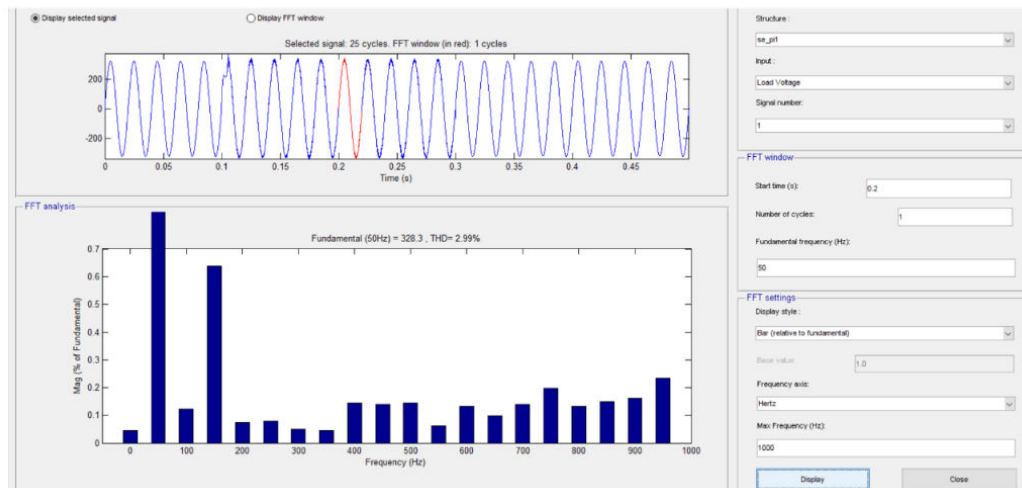 Display selected signal
Display FFT window
Selected signal: 25 cycles. FFT window (in red): 1 cycles
200
0
-200
0 0.05 0.1 0.15 0.2 0.25 0.3 0.35 0.4 0.45
Time (s)
FFT analysis
Fundamental (50Hz) = 328.3 , THD= 2.99%
0.7
0.6
0.5
0.4
0.3
0.2
0.1
0
Mag (% of Fundamental)
0 100 200 300 400 500 600 700 800 900 1000
Frequency (Hz)
Structure :
se_pi1
Input :
Load Voltage
Signal number:
1
FFT window
Start time (s): 0.2
Number of cycles: 1
Fundamental frequency (Hz):
50
FFT settings
Display style :
Bar (relative to fundamental)
Base value: 1.0
Frequency axis:
Hertz
Max Frequency (Hz):
1000
Display Close